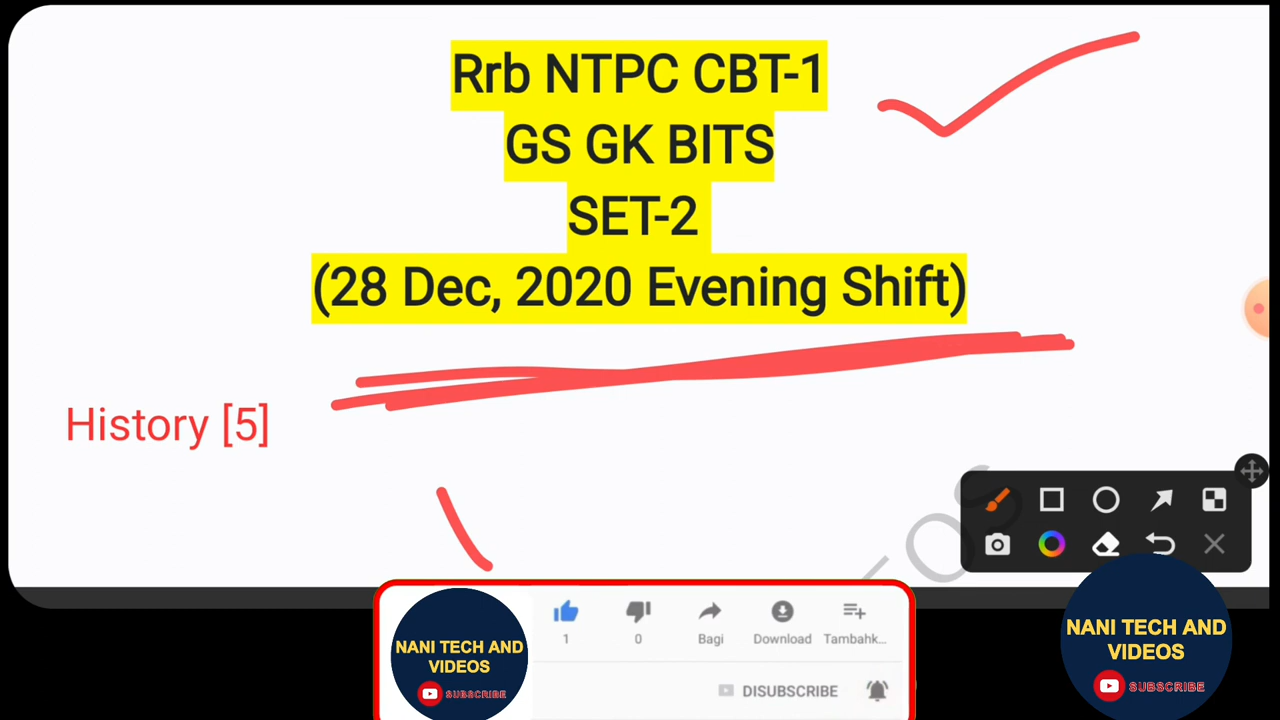 Rrb NTPC CBT-1
GS GK BITS
SET-2
(28 Dec, 2020 Evening Shift)
History [5]
NANI TECH AND
VIDEOS
SUBSCRIBE
1
0
Bagi
Download
Tambahk...
DISUBSCRIBE
NANI TECH AND
VIDEOS
SUBSCRIBE